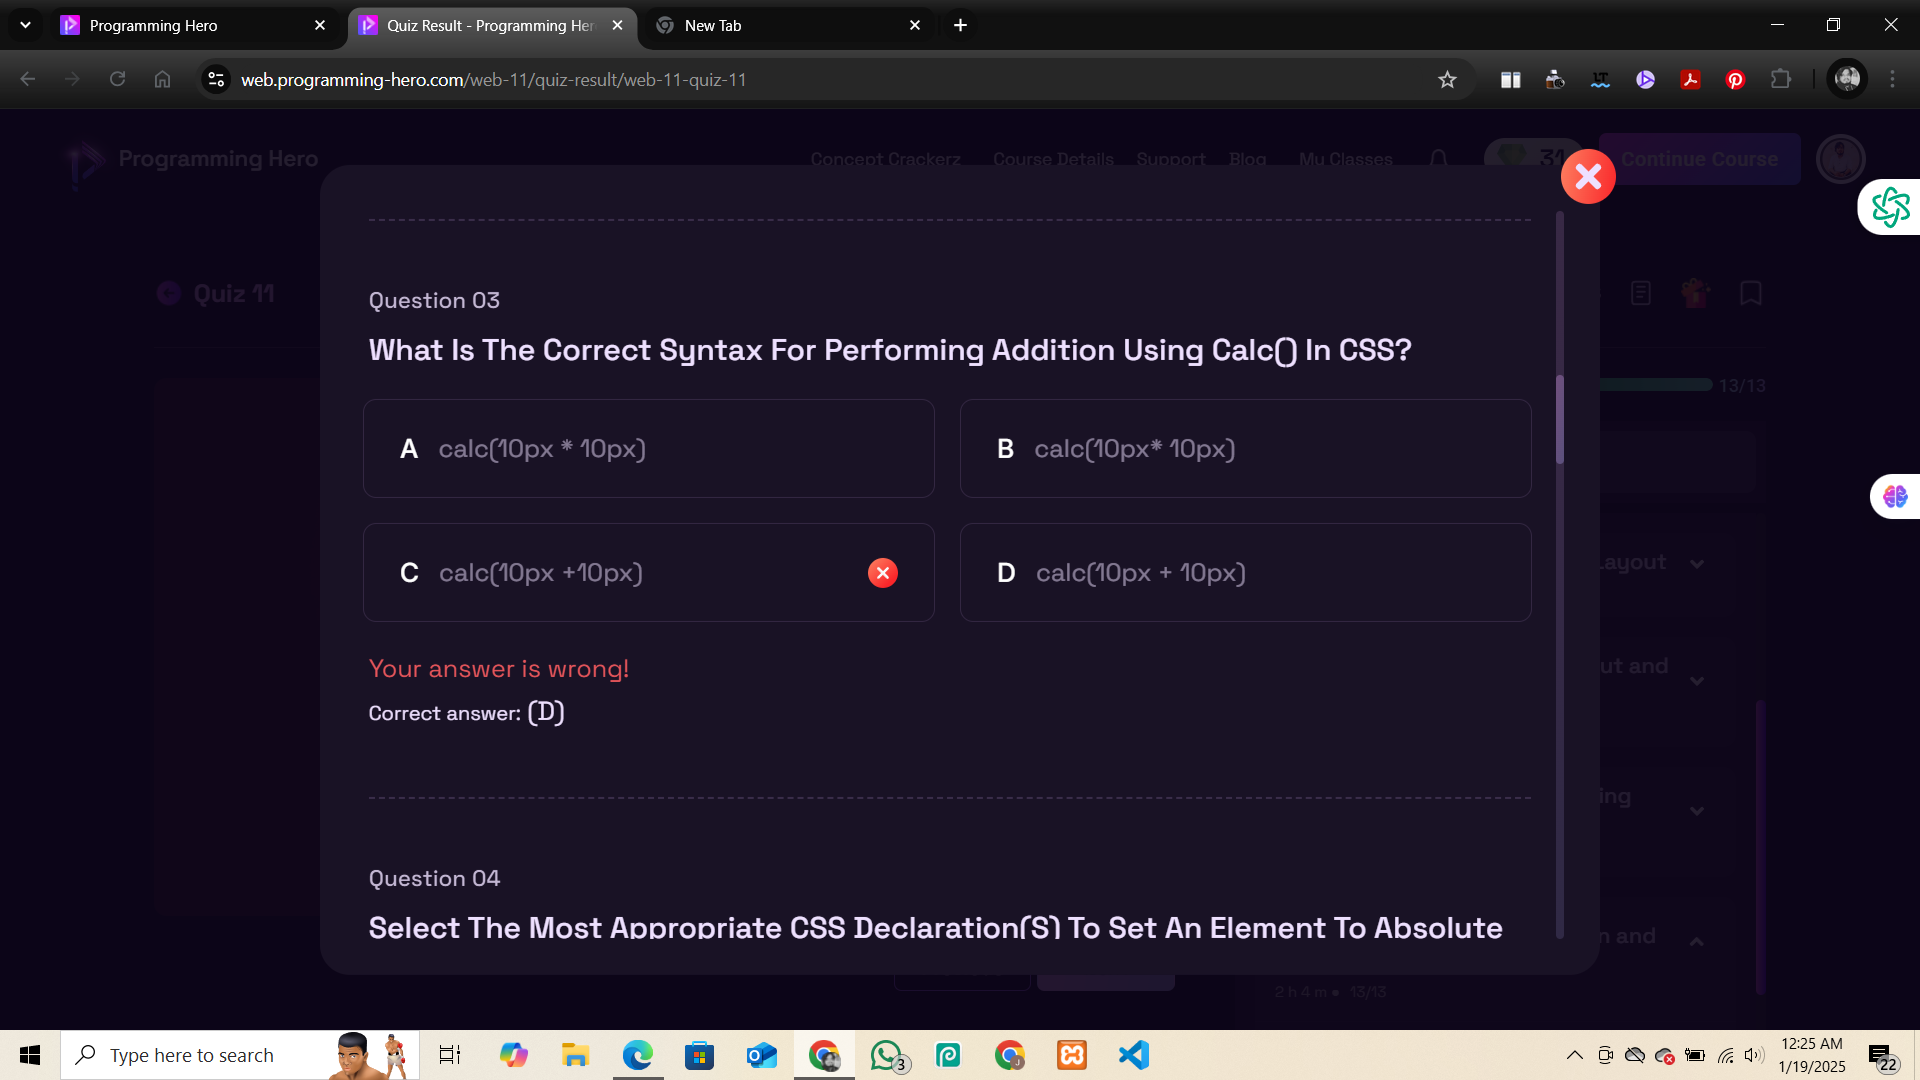 Programming Hero
Quiz Result - Programming Her
New Tab
web.programming-hero.com/web-11/quiz-result/web-11-quiz-11
Programming Hero
Concept Crackerz
Course Details
Support
Blog
My Classes
31
Continue Course
Quiz 11
13/13
Question 03
What Is The Correct Syntax For Performing Addition Using Calc() In CSS?
A calc(10px * 10px)
B calc(10px* 10px)
C calc(10px +10px)
D calc(10px + 10px)
Layout
ut and
ing
n and
2 h 4 m • 13/13
Your answer is wrong!
Correct answer: (D)
Question 04
Select The Most Appropriate CSS Declaration(S) To Set An Element To Absolute
Type here to search
3
12:25 AM
1/19/2025
22